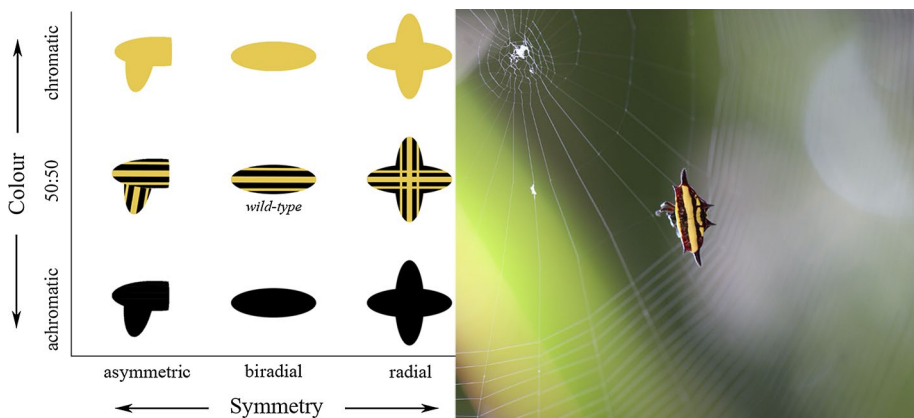 chromatic
50:50
achromatic
Colour
wild-type
asymmetric
biradial
radial
Symmetry